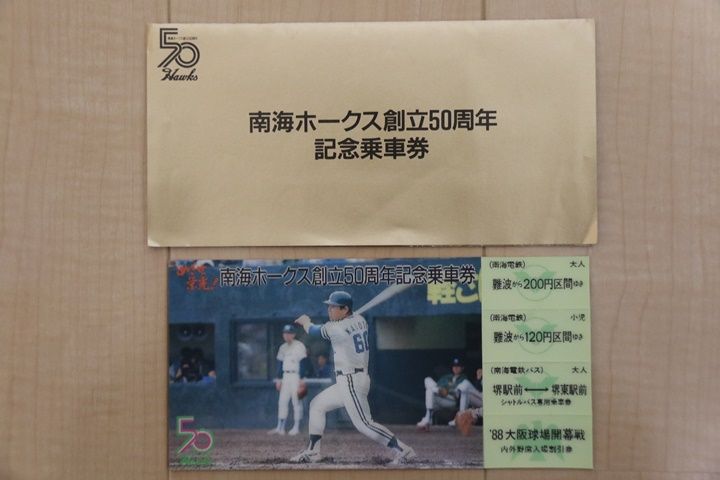 50
Hawks
南海ホークス創立50周年
記念乗車券
栄光!
南海ホークス創立50周年記念乗車券
60
50
(南海電鉄) 大人
難波から200円区間ゆき
(南海電鉄) 小児
難波から120円区間ゆき
(南海電鉄バス) 大人
堺駅前⟷堺東駅前
シャトルバス専用乗車券
'88大阪球場開幕戦
内外野席入場割引券